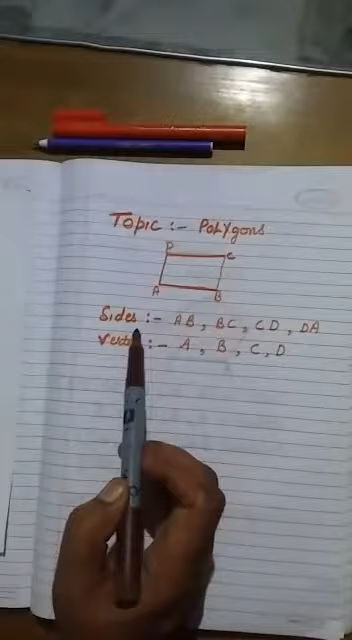 Topic :- Polygons
D C
A B
Sides :- AB, BC, CD, DA
:- A, B, C, D